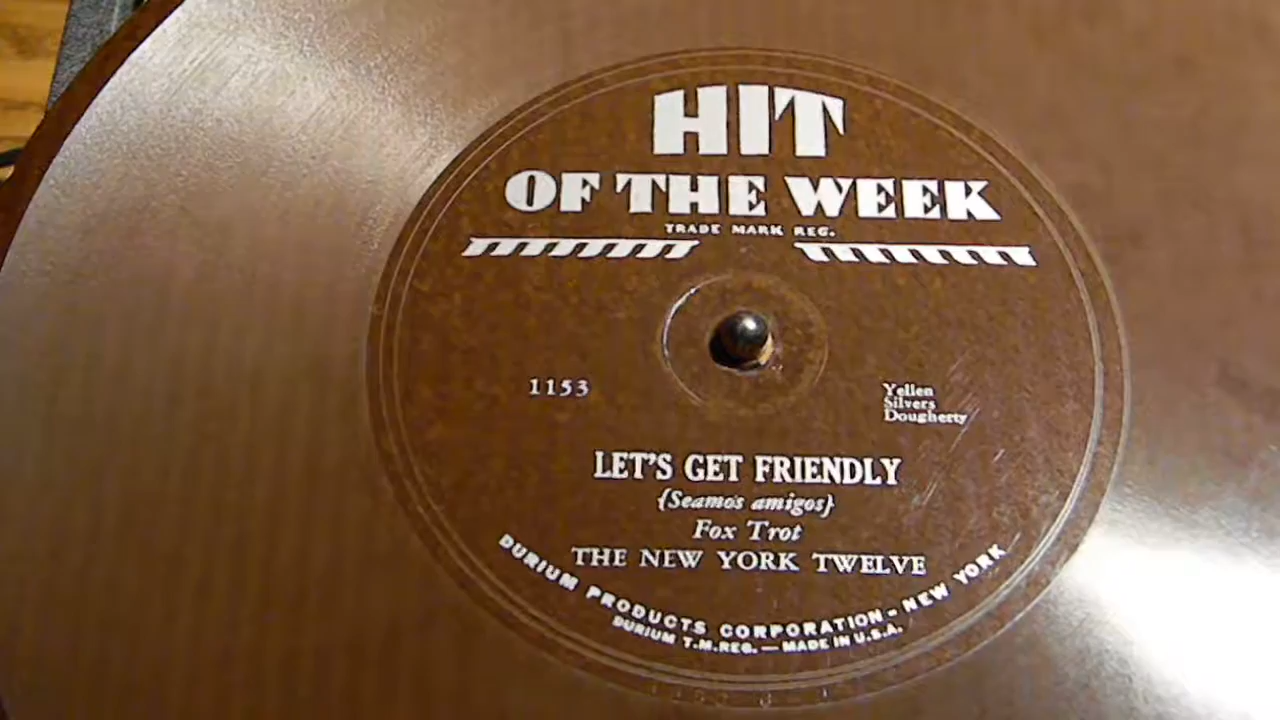 HIT
OF THE WEEK
TRADE MARK REG.
1153
Yellen
Silvers
Dougherty
LET'S GET FRIENDLY
{Seamos amigos}
Fox Trot
THE NEW YORK TWELVE
DURIUM PRODUCTS CORPORATION - NEW YORK
DURIUM T.M.REG. — MADE IN U.S.A.